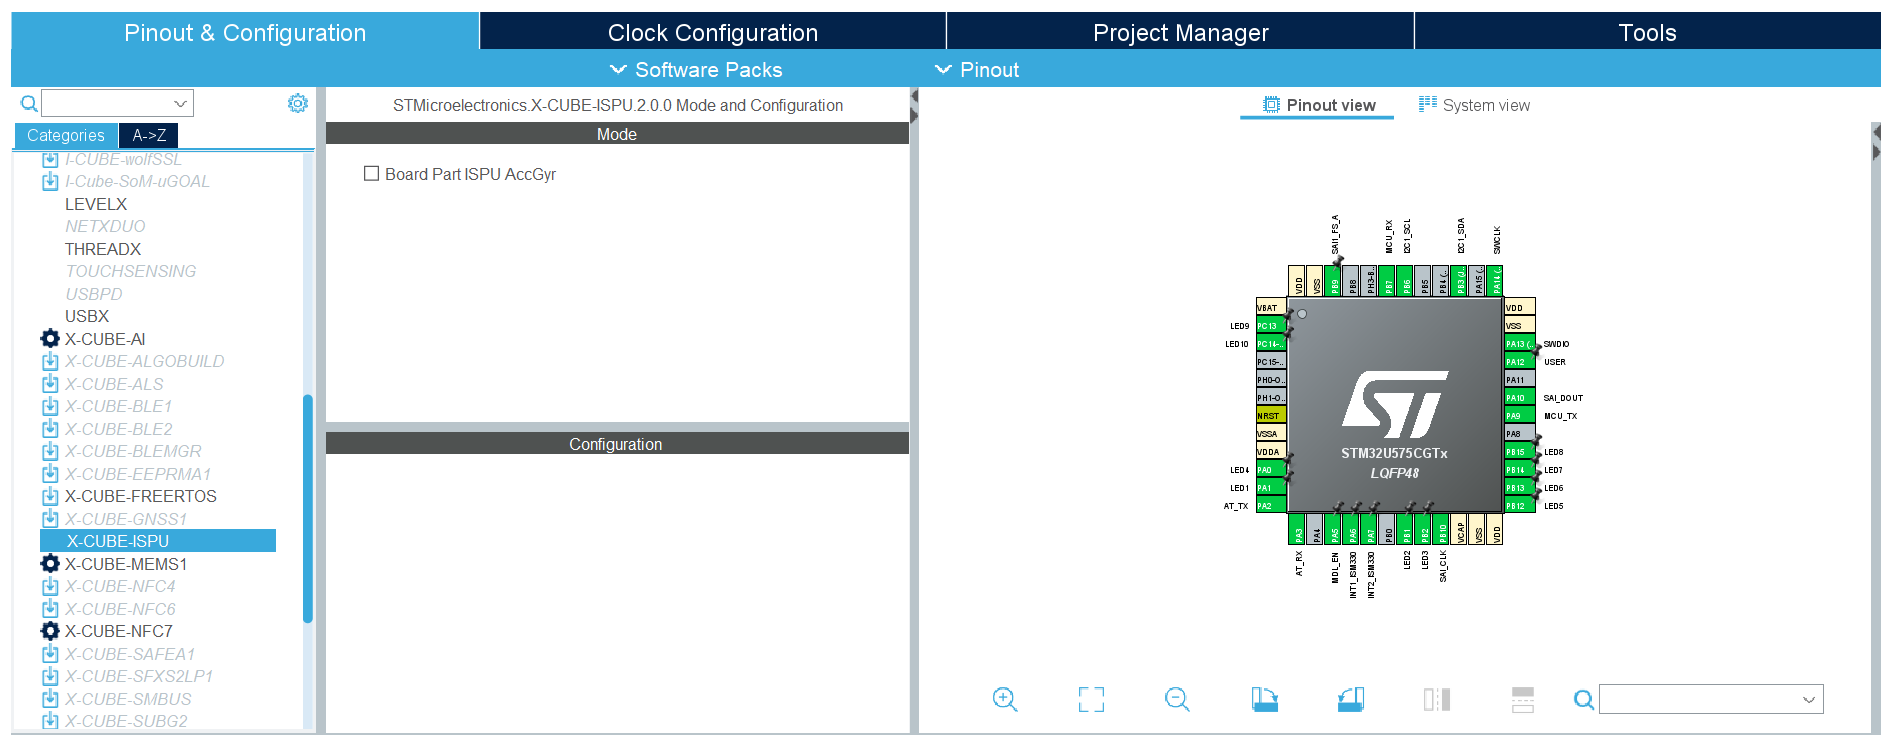 Pinout & Configuration
Clock Configuration
Project Manager
Tools
Software Packs
Pinout
Categories
A->Z
I-CUBE-wolfSSL
I-Cube-SoM-uGOAL
LEVELX
NETXDUO
THREADX
TOUCHSENSING
USBPD
USBX
X-CUBE-AI
X-CUBE-ALGOBUILD
X-CUBE-ALS
X-CUBE-BLE1
X-CUBE-BLE2
X-CUBE-BLEMGR
X-CUBE-EEPRMA1
X-CUBE-FREERTOS
X-CUBE-GNSS1
X-CUBE-ISPU
X-CUBE-MEMS1
X-CUBE-NFC4
X-CUBE-NFC6
X-CUBE-NFC7
X-CUBE-SAFEA1
X-CUBE-SFXS2LP1
X-CUBE-SMBUS
X-CUBE-SUBG2
STMicroelectronics.X-CUBE-ISPU.2.0.0 Mode and Configuration
Mode
Board Part ISPU AccGyr
Configuration
Pinout view
System view
SAI1_FS_A
MCU_RX
I2C1_SCL
I2C1_SDA
SWCLK
VDD
VSS
PB9
PB8
PH3-B..
PB7
PB6
PB5
PB4 (..
PB3 (J..
PA15 (..
PA14 (..
VBAT
LED9 PC13
LED10 PC14-..
PC15-..
PH0-O..
PH1-O..
NRST
VSSA
VDDA
LED4 PA0
LED1 PA1
AT_TX PA2
VDD
VSS
PA13 (.. SWDIO
PA12 USER
PA11
PA10 SAI_DOUT
PA9 MCU_TX
PA8
PB15 LED8
PB14 LED7
PB13 LED6
PB12 LED5
ST
STM32U575CGTx
LQFP48
PA3
PA4
PA5
PA6
PA7
PB0
PB1
PB2
PB10
VCAP
VSS
VDD
AT_RX
MDL_EN
INT1_ISM330
INT2_ISM330
LED2
LED3
SAI_CLK